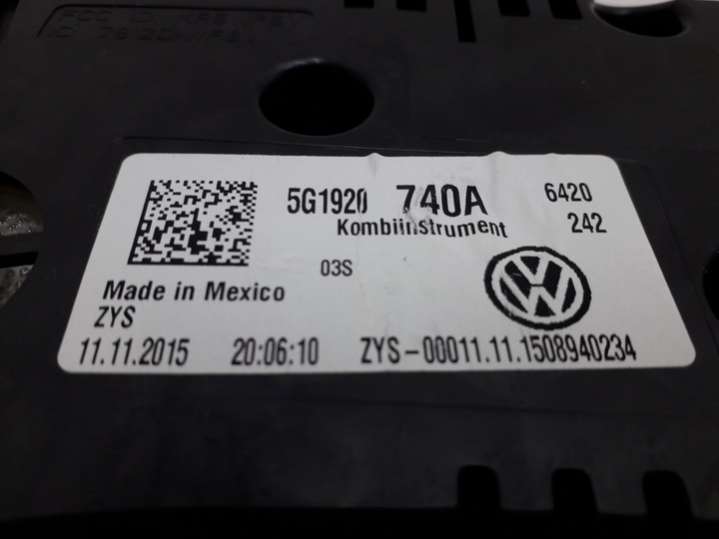 5G1920 740A 6420
Kombiinstrument 242
03S
Made in Mexico
ZYS
11.11.2015 20:06:10 ZYS-00011.11.1508940234